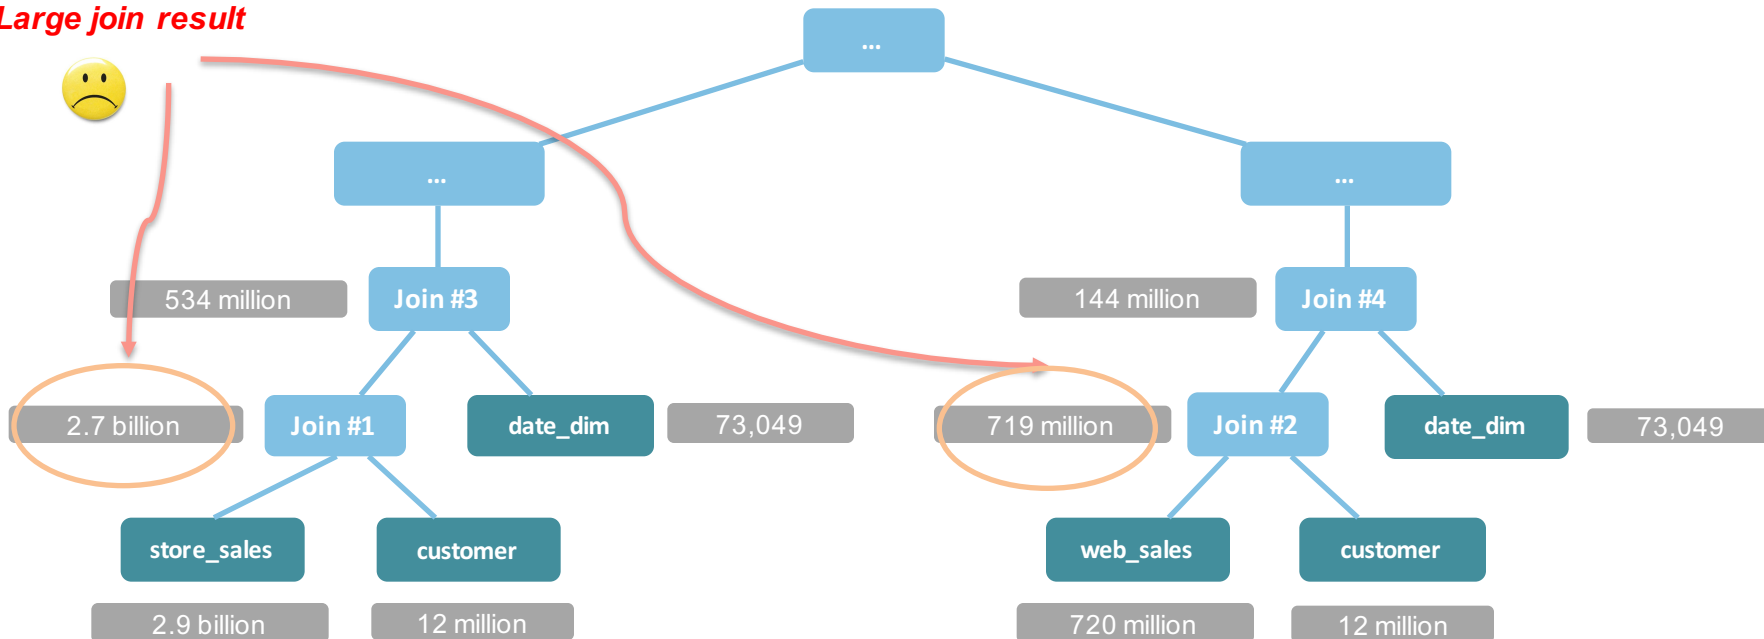 Large join result
...
...
...
534 million
Join #3
144 million
Join #4
2.7 billion
Join #1
date_dim
73,049
719 million
Join #2
date_dim
73,049
store_sales
customer
web_sales
customer
2.9 billion
12 million
720 million
12 million